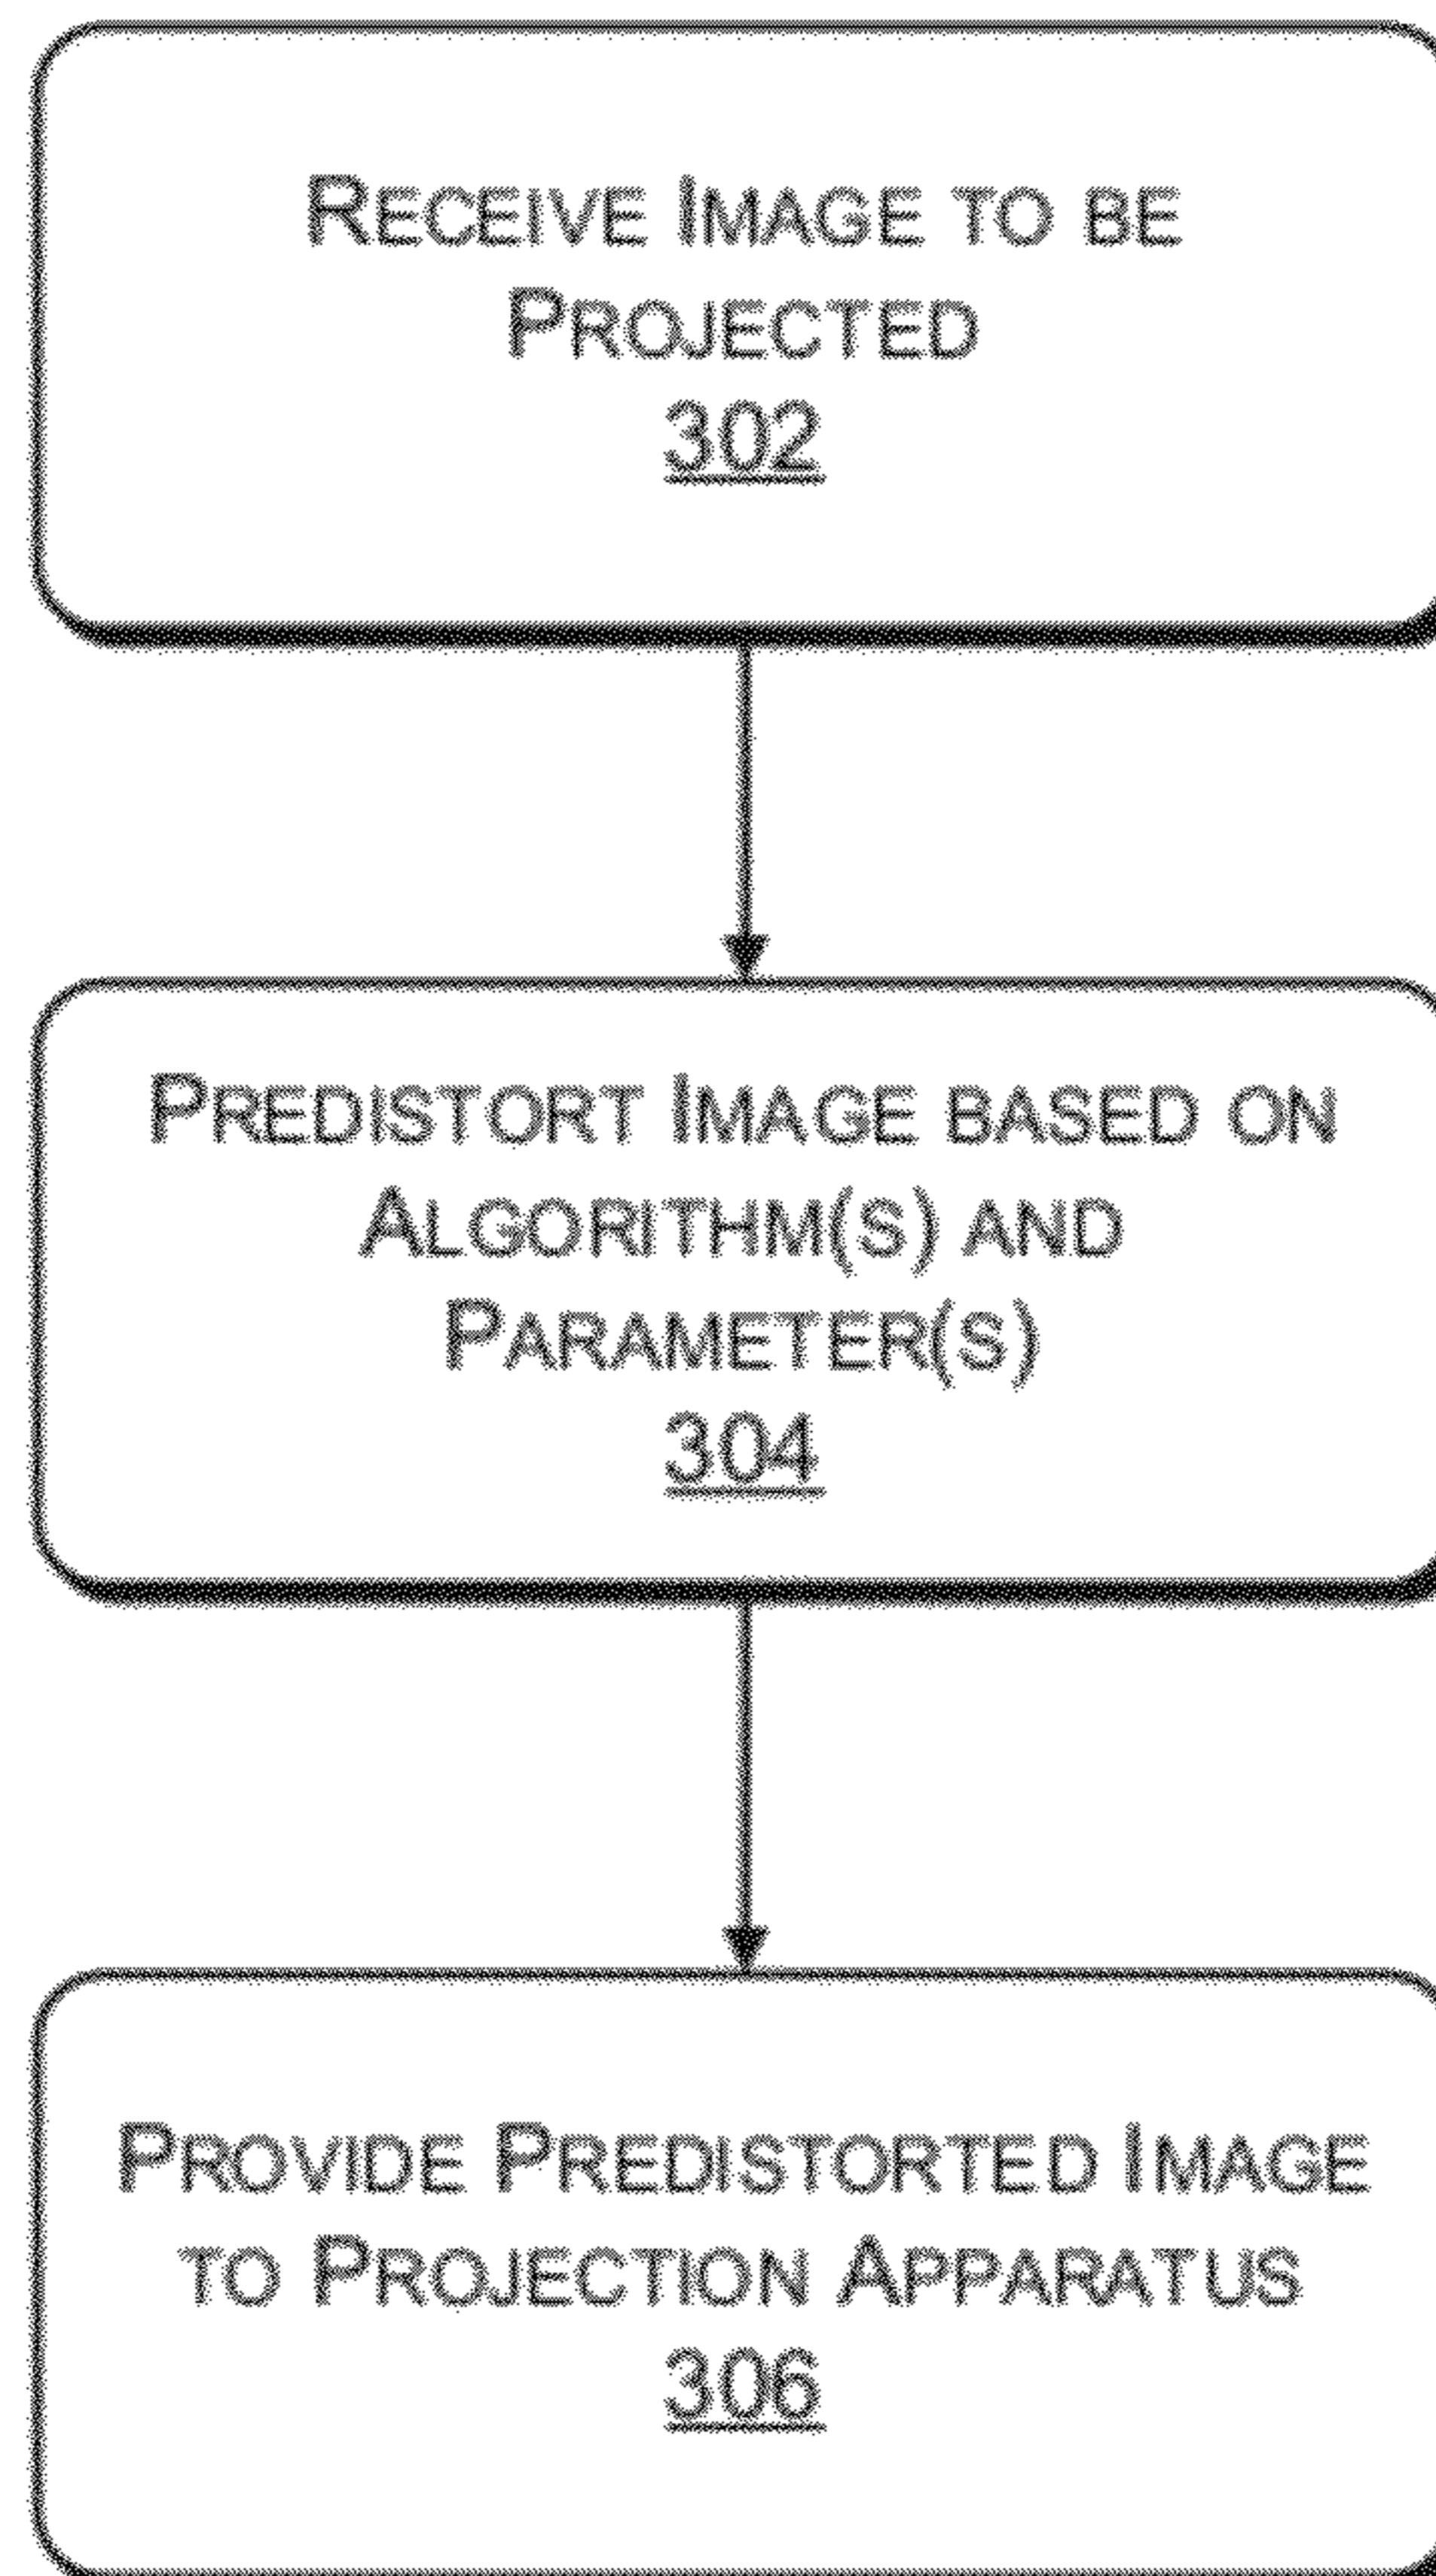 RECEIVE IMAGE TO BE
PROJECTED
302
PREDISTORT IMAGE BASED ON
ALGORITHM(S) AND
PARAMETER(S)
304
PROVIDE PREDISTORTED IMAGE
TO PROJECTION APPARATUS
306